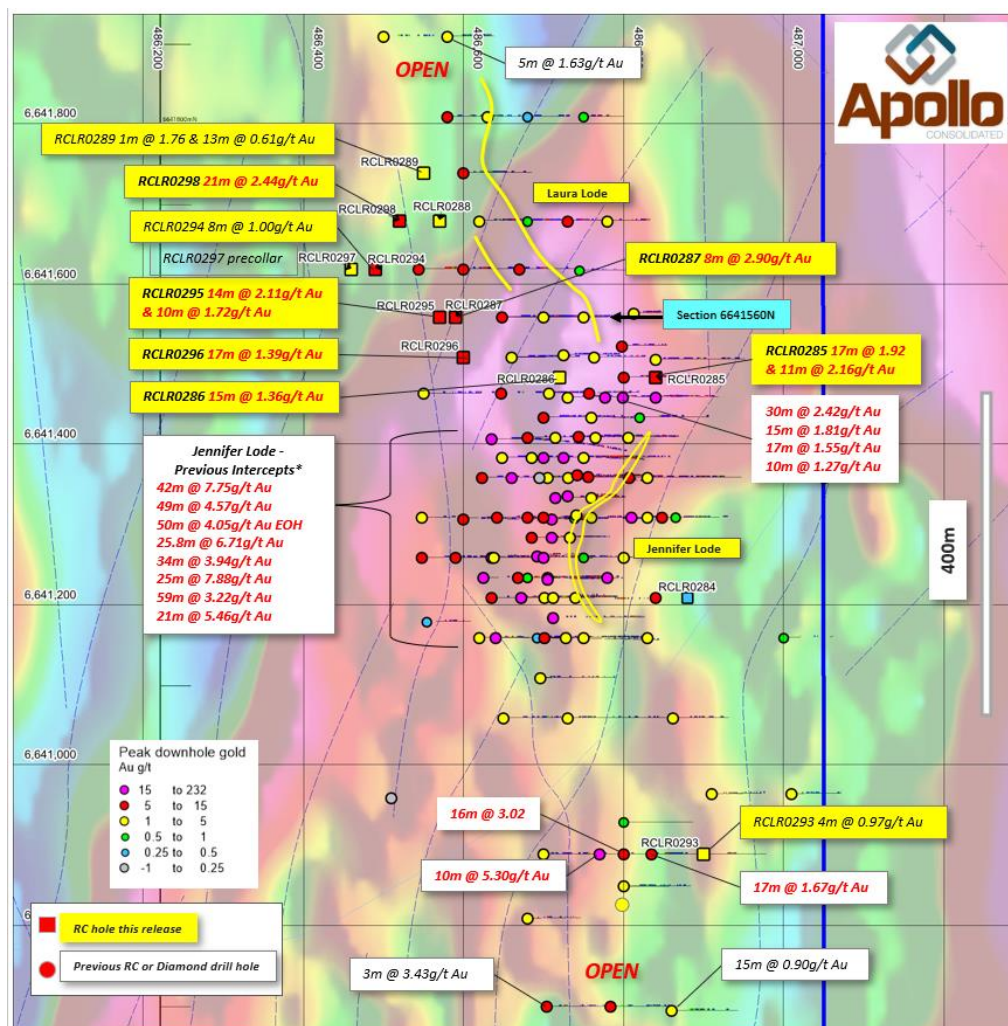 486,200
486,400
486,600
487,000
Apollo
CONSOLIDATED
OPEN
5m @ 1.63g/t Au
6,641,800
6641800mN
RCLR0289 1m @ 1.76 & 13m @ 0.61g/t Au
RCLR0289
RCLR0298 21m @ 2.44g/t Au
Laura Lode
RCLR0298
RCLR0288
RCLR0294 8m @ 1.00g/t Au
RCLR0297 precollar
RCLR0297
RCLR0294
6,641,600
RCLR0287 8m @ 2.90g/t Au
RCLR0295 14m @ 2.11g/t Au
& 10m @ 1.72g/t Au
RCLR0295
RCLR0287
Section 6641560N
RCLR0296
RCLR0296 17m @ 1.39g/t Au
RCLR0285 17m @ 1.92
& 11m @ 2.16g/t Au
RCLR0286
RCLR0285
RCLR0286 15m @ 1.36g/t Au
30m @ 2.42g/t Au
15m @ 1.81g/t Au
17m @ 1.55g/t Au
10m @ 1.27g/t Au
6,641,400
Jennifer Lode -
Previous Intercepts*
42m @ 7.75g/t Au
49m @ 4.57g/t Au
50m @ 4.05g/t Au EOH
25.8m @ 6.71g/t Au
34m @ 3.94g/t Au
25m @ 7.88g/t Au
59m @ 3.22g/t Au
21m @ 5.46g/t Au
Jennifer Lode
400m
RCLR0284
6,641,200
6,641,000
Peak downhole gold
Au g/t
15 to 232
5 to 15
1 to 5
0.5 to 1
0.25 to 0.5
-1 to 0.25
16m @ 3.02
RCLR0293 4m @ 0.97g/t Au
RCLR0293
10m @ 5.30g/t Au
17m @ 1.67g/t Au
RC hole this release
Previous RC or Diamond drill hole
3m @ 3.43g/t Au
OPEN
15m @ 0.90g/t Au